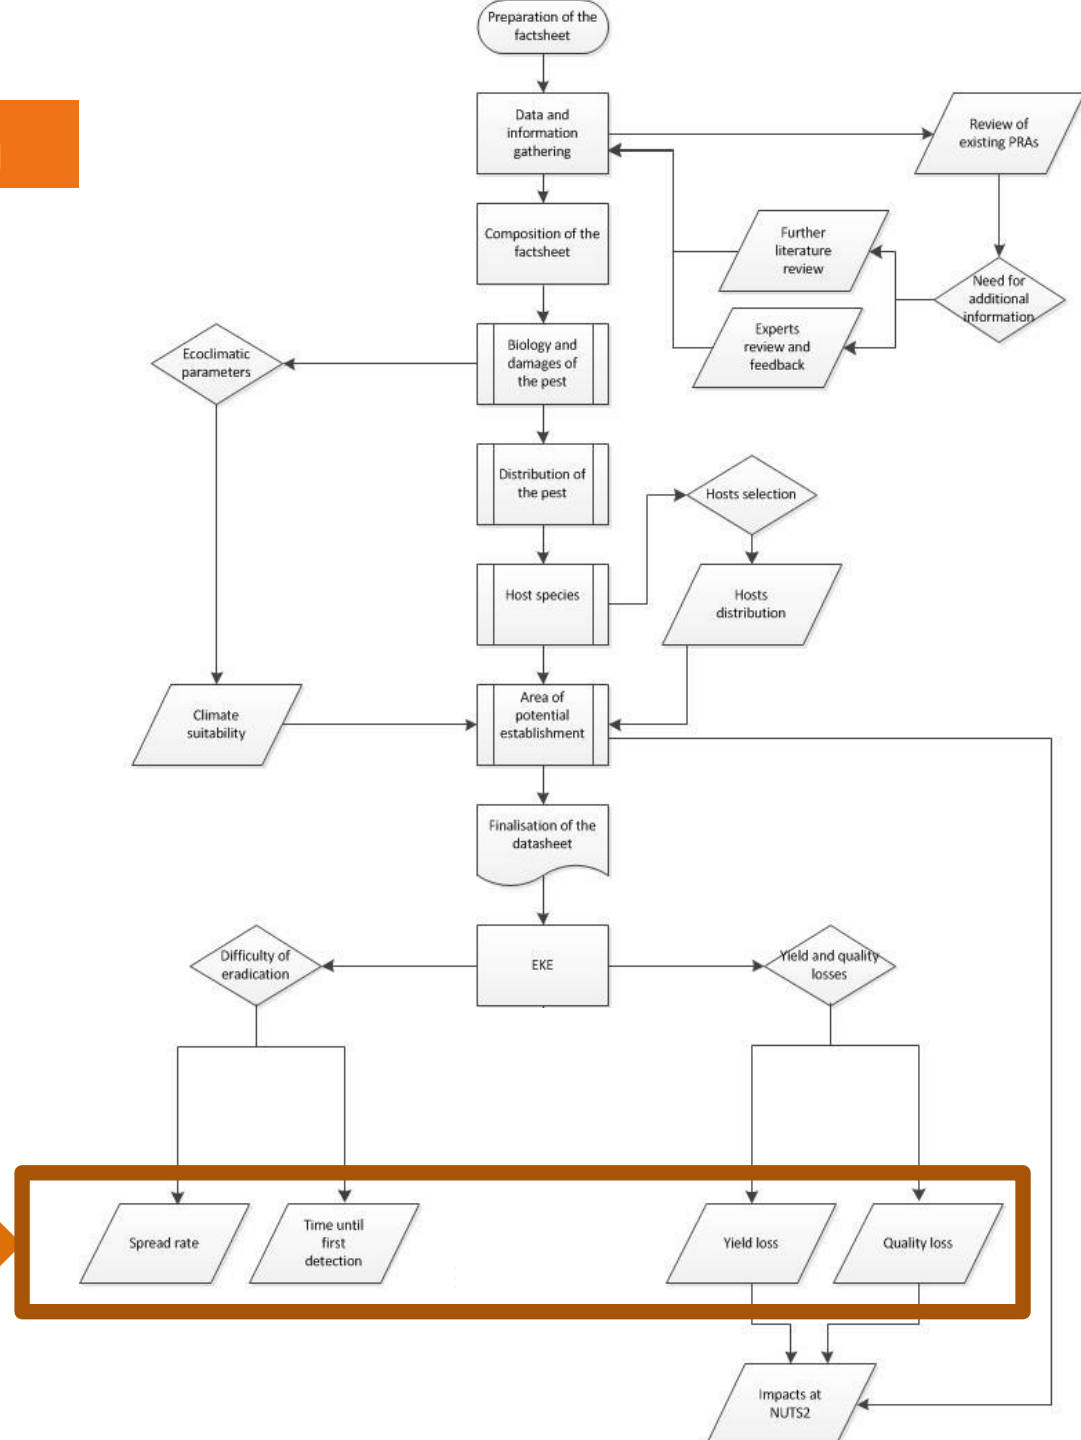 Preparation of the
factsheet
Data and
information
gathering
Review of
existing PRAs
Composition of the
factsheet
Further
literature
review
Need for
additional
information
Experts
review and
feedback
Ecoclimatic
parameters
Biology and
damages of
the pest
Distribution of
the pest
Hosts selection
Host species
Hosts
distribution
Climate
suitability
Area of
potential
establishment
Finalisation of the
datasheet
Difficulty of
eradication
EKE
Yield and quality
losses
Spread rate
Time until
first
detection
Yield loss
Quality loss
Impacts at
NUTS2